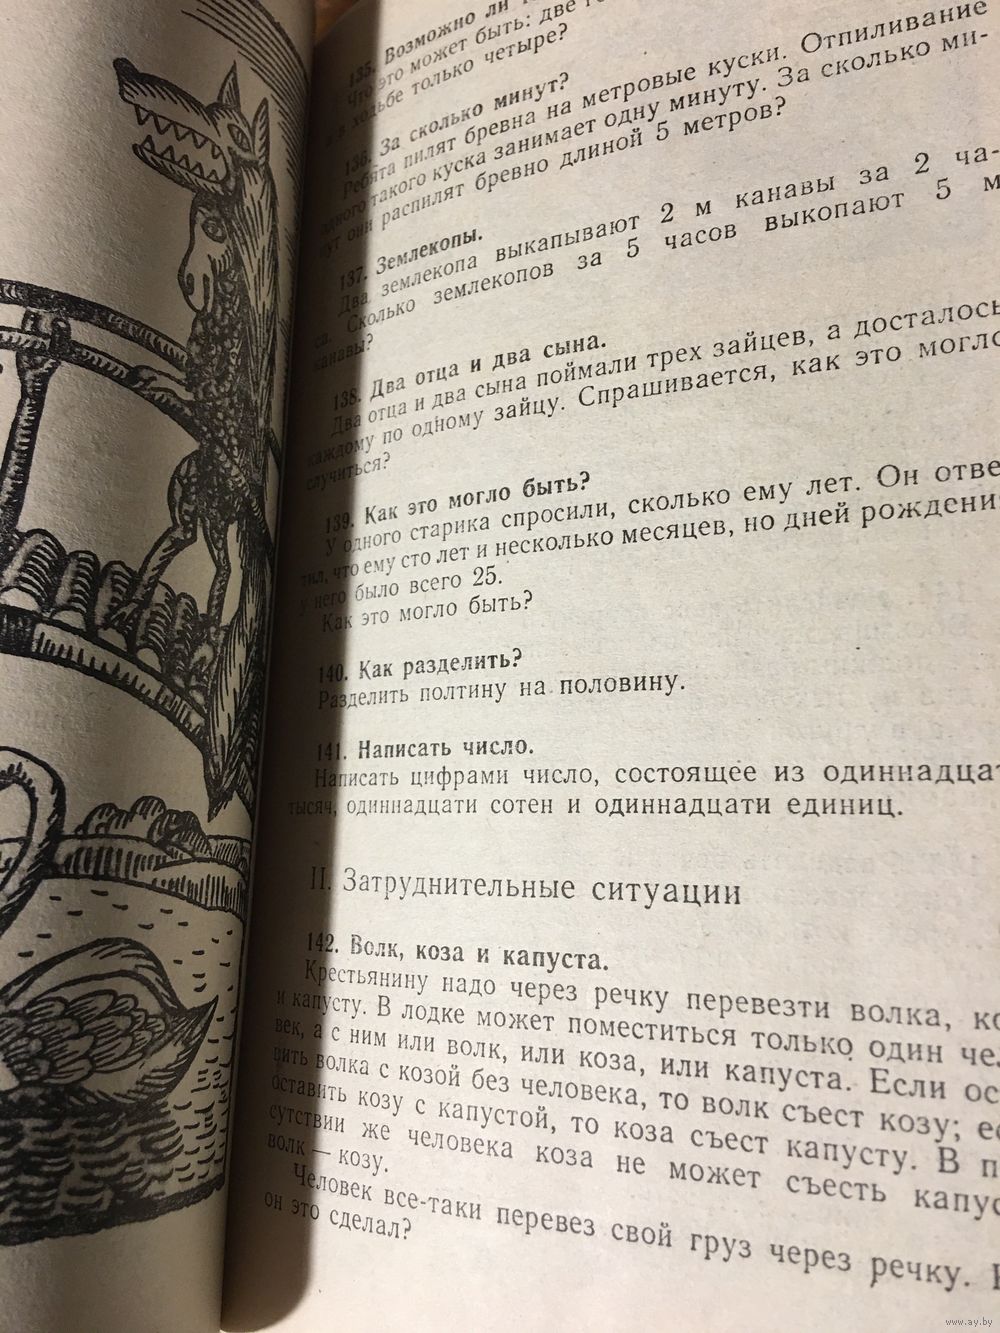 135. Возможно ли
Что это может быть: две
и в ходьбе только четыре?
136. За сколько минут?
Ребята пилят бревна на метровые куски. Отпиливание
одного такого куска занимает одну минуту. За сколько ми-
нут они распилят бревно длиной 5 метров?
137. Землекопы.
Два землекопа выкапывают 2 м канавы за 2 ча-
са. Сколько землекопов за 5 часов выкопают 5 м
канавы?
138. Два отца и два сына.
Два отца и два сына поймали трех зайцев, а досталось
каждому по одному зайцу. Спрашивается, как это могло
случиться?
139. Как это могло быть?
У одного старика спросили, сколько ему лет. Он отве
тил, что ему сто лет и несколько месяцев, но дней рождени
у него было всего 25.
Как это могло быть?
140. Как разделить?
Разделить полтину на половину.
141. Написать число.
Написать цифрами число, состоящее из одиннадцат
тысяч, одиннадцати сотен и одиннадцати единиц.
II. Затруднительные ситуации
142. Волк, коза и капуста.
Крестьянину надо через речку перевезти волка, ко
и капусту. В лодке может поместиться только один че
век, а с ним или волк, или коза, или капуста. Если ос
вить волка с козой без человека, то волк съест козу; е
оставить козу с капустой, то коза съест капусту. В п
сутствии же человека коза не может съесть капус
волк — козу.
Человек все-таки перевез свой груз через речку.
он это сделал?
www.ay.by